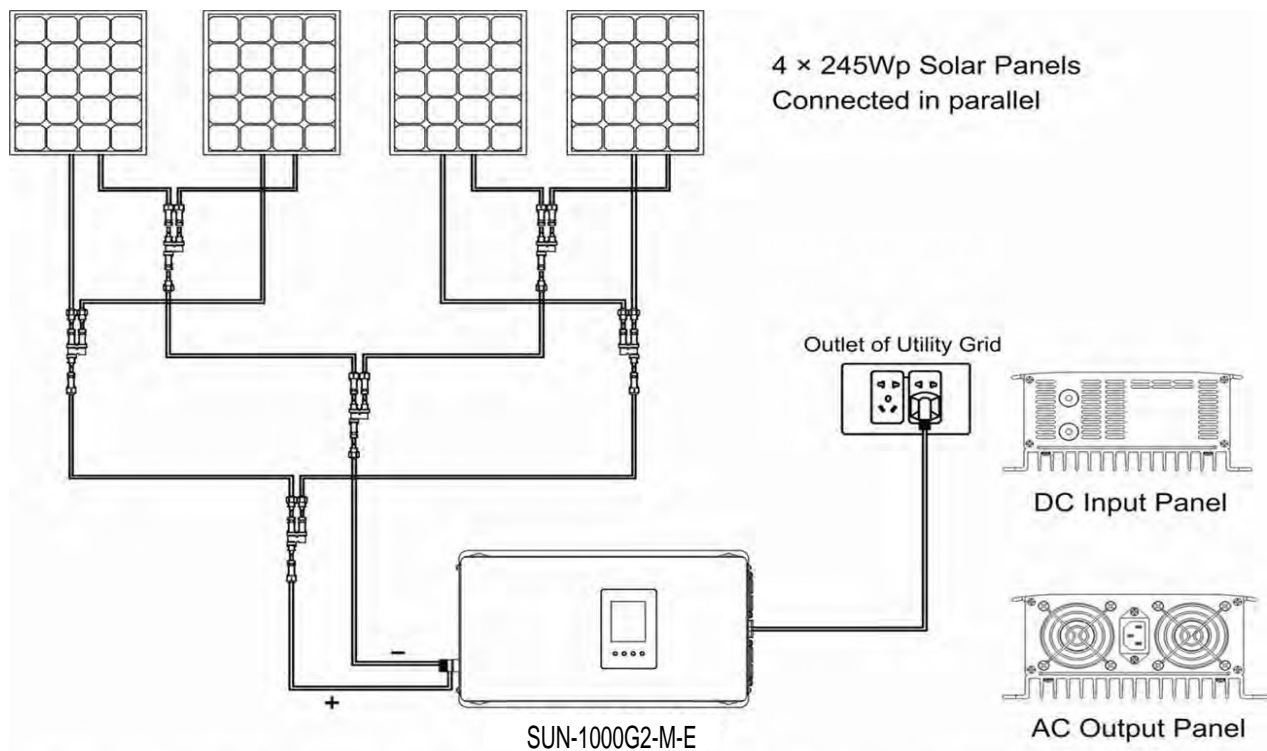 4 × 245Wp Solar Panels
Connected in parallel
Outlet of Utility Grid
DC Input Panel
−
+
SUN-1000G2-M-E
AC Output Panel